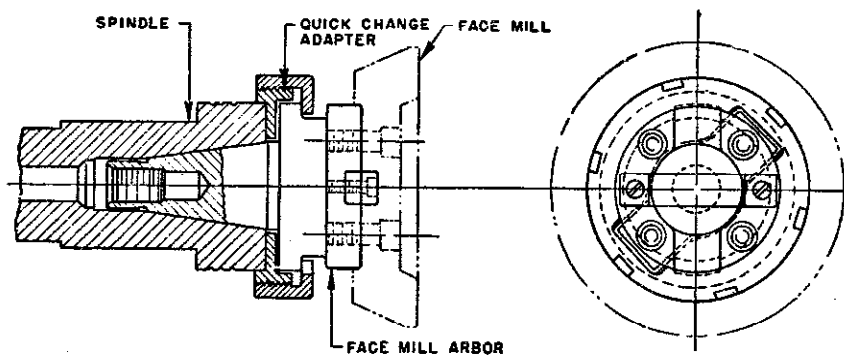 SPINDLE
QUICK CHANGE
ADAPTER
FACE MILL
FACE MILL ARBOR